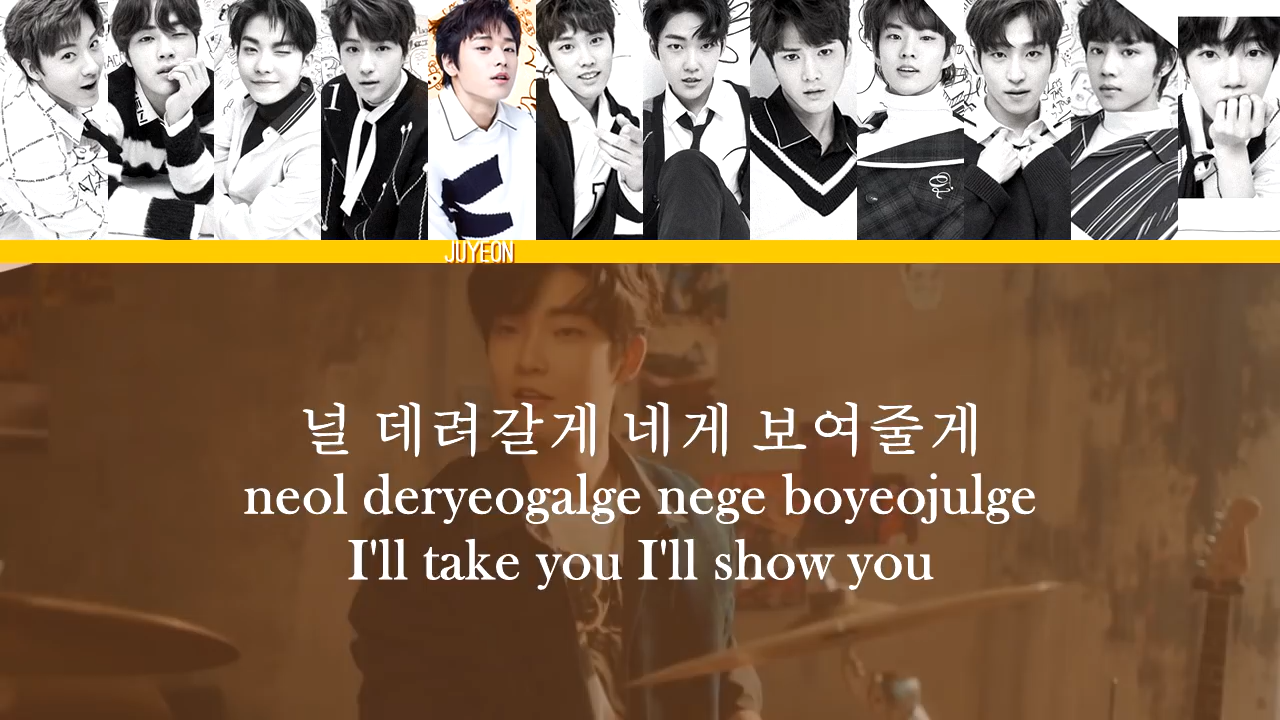 JUYEON
널 데려갈게 네게 보여줄게
neol deryeogalge nege boyeojulge
I'll take you I'll show you